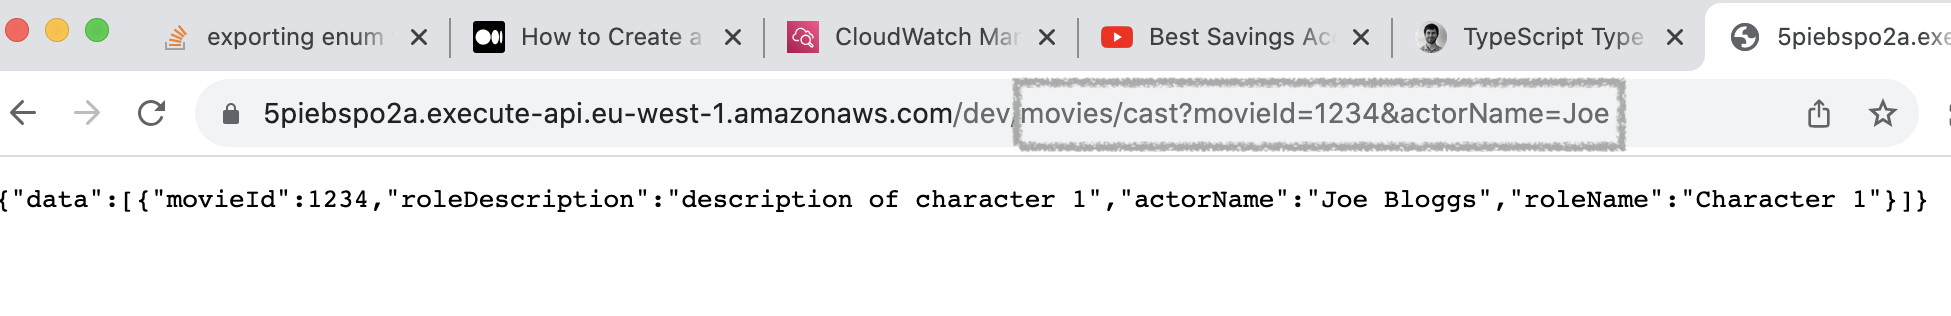 exporting enum
How to Create a
CloudWatch Mar
Best Savings Acc
TypeScript Type
5piebspo2a.exe
5piebspo2a.execute-api.eu-west-1.amazonaws.com/dev/movies/cast?movieId=1234&actorName=Joe
{"data":[{"movieId":1234,"roleDescription":"description of character 1","actorName":"Joe Bloggs","roleName":"Character 1"}]}